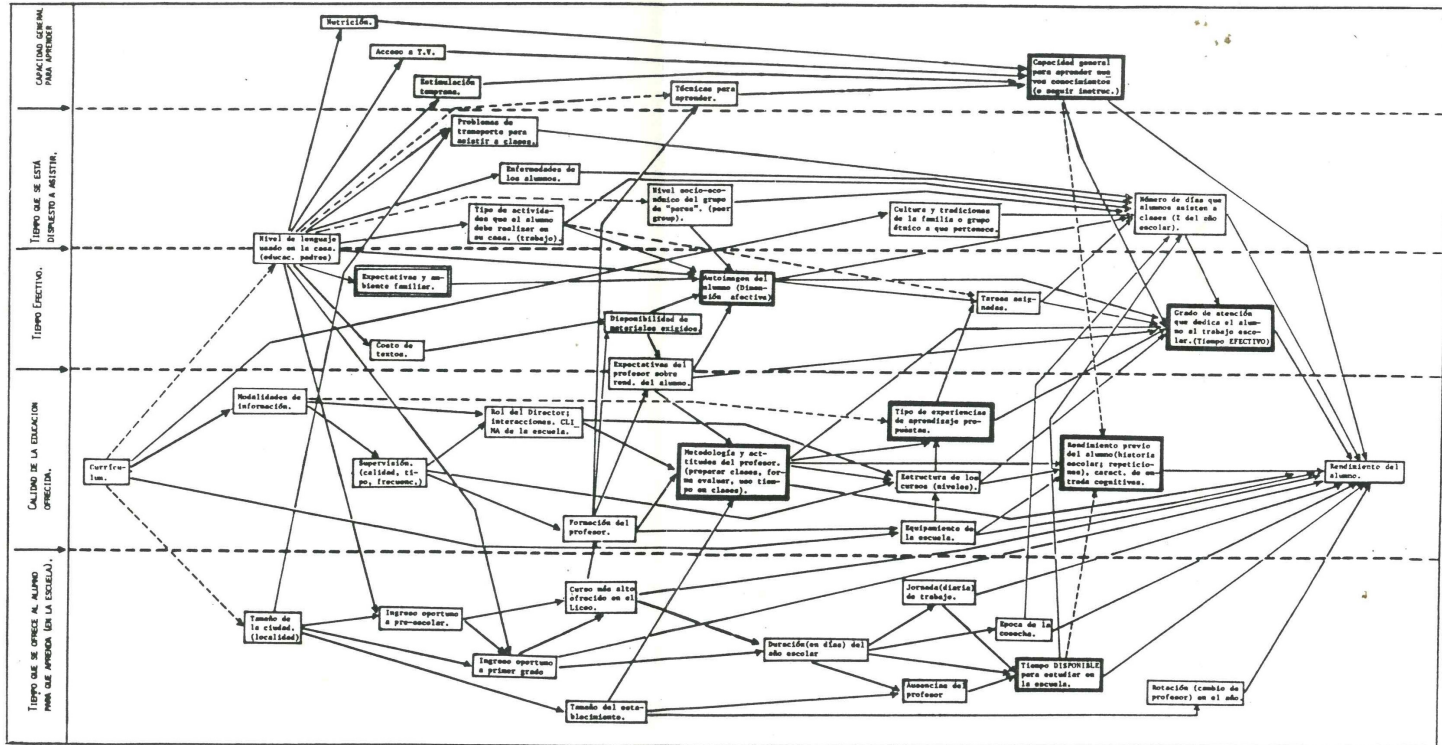 CAPACIDAD GENERAL
PARA APRENDER
TIEMPO QUE SE ESTÁ
DISPUESTO A ASISTIR.
TIEMPO EFECTIVO.
CALIDAD DE LA EDUCACION
OFRECIDA.
TIEMPO QUE SE OFRECE AL ALUMNO
PARA QUE APRENDA (EN LA ESCUELA).
Nutrición.
Acceso a T.V.
Estimulación
temprana.
Técnicas para
aprender.
Capacidad general
para aprender nue
vos conocimientos
(o seguir instruc.)
Problemas de
transporte para
asistir a clases.
Enfermedades de
los alumnos.
Nivel socio-eco-
nómico del grupo
de "pares". (peer
group).
Tipo de activida-
des que el alumno
debe realizar en
su casa. (trabajo).
Cultura y tradiciones
de la familia o grupo
étnico a que pertenece.
Número de días que
alumnos asisten a
clases (% del año
escolar).
Nivel de lenguaje
usado en la casa.
(educac. padres)
Expectativas y am-
biente familiar.
Autoimagen del
alumno (Dimen-
sión afectiva)
Tareas asig-
nadas.
Disponibilidad de
materiales exigidos.
Grado de atención
que dedica el alum-
no al trabajo esco-
lar.(Tiempo EFECTIVO)
Costo de
textos.
Expectativas del
profesor sobre
rend. del alumno.
Modalidades de
información.
Rol del Director;
interacciones. CLI_
MA de la escuela.
Tipo de experiencias
de aprendizaje pro-
puestas.
Currícu-
lum.
Supervisión.
(calidad, ti-
po, frecuenc.)
Metodología y act-
titudes del profesor.
(preparar clases, for-
ma evaluar, uso tiempo
en clases).
Estructura de los
cursos (niveles).
Rendimiento previo
del alumno(historia
escolar; repeticio-
nes), caract. de en-
trada cognitivas.
Rendimiento del
alumno.
Formación del
profesor.
Equipamiento de
la escuela.
Curso más alto
ofrecido en el
Liceo.
Jornada(diaria)
de trabajo.
Tamaño de
la ciudad.
(localidad)
Ingreso oportuno
a pre-escolar.
Epoca de la
cosecha.
Ingreso oportuno
a primer grado
Duración(en días) del
año escolar
Tiempo DISPONIBLE
para estudiar en
la escuela.
Ausencias del
profesor
Rotación (cambio de
profesor) en el año.
Tamaño del esta-
blecimiento.